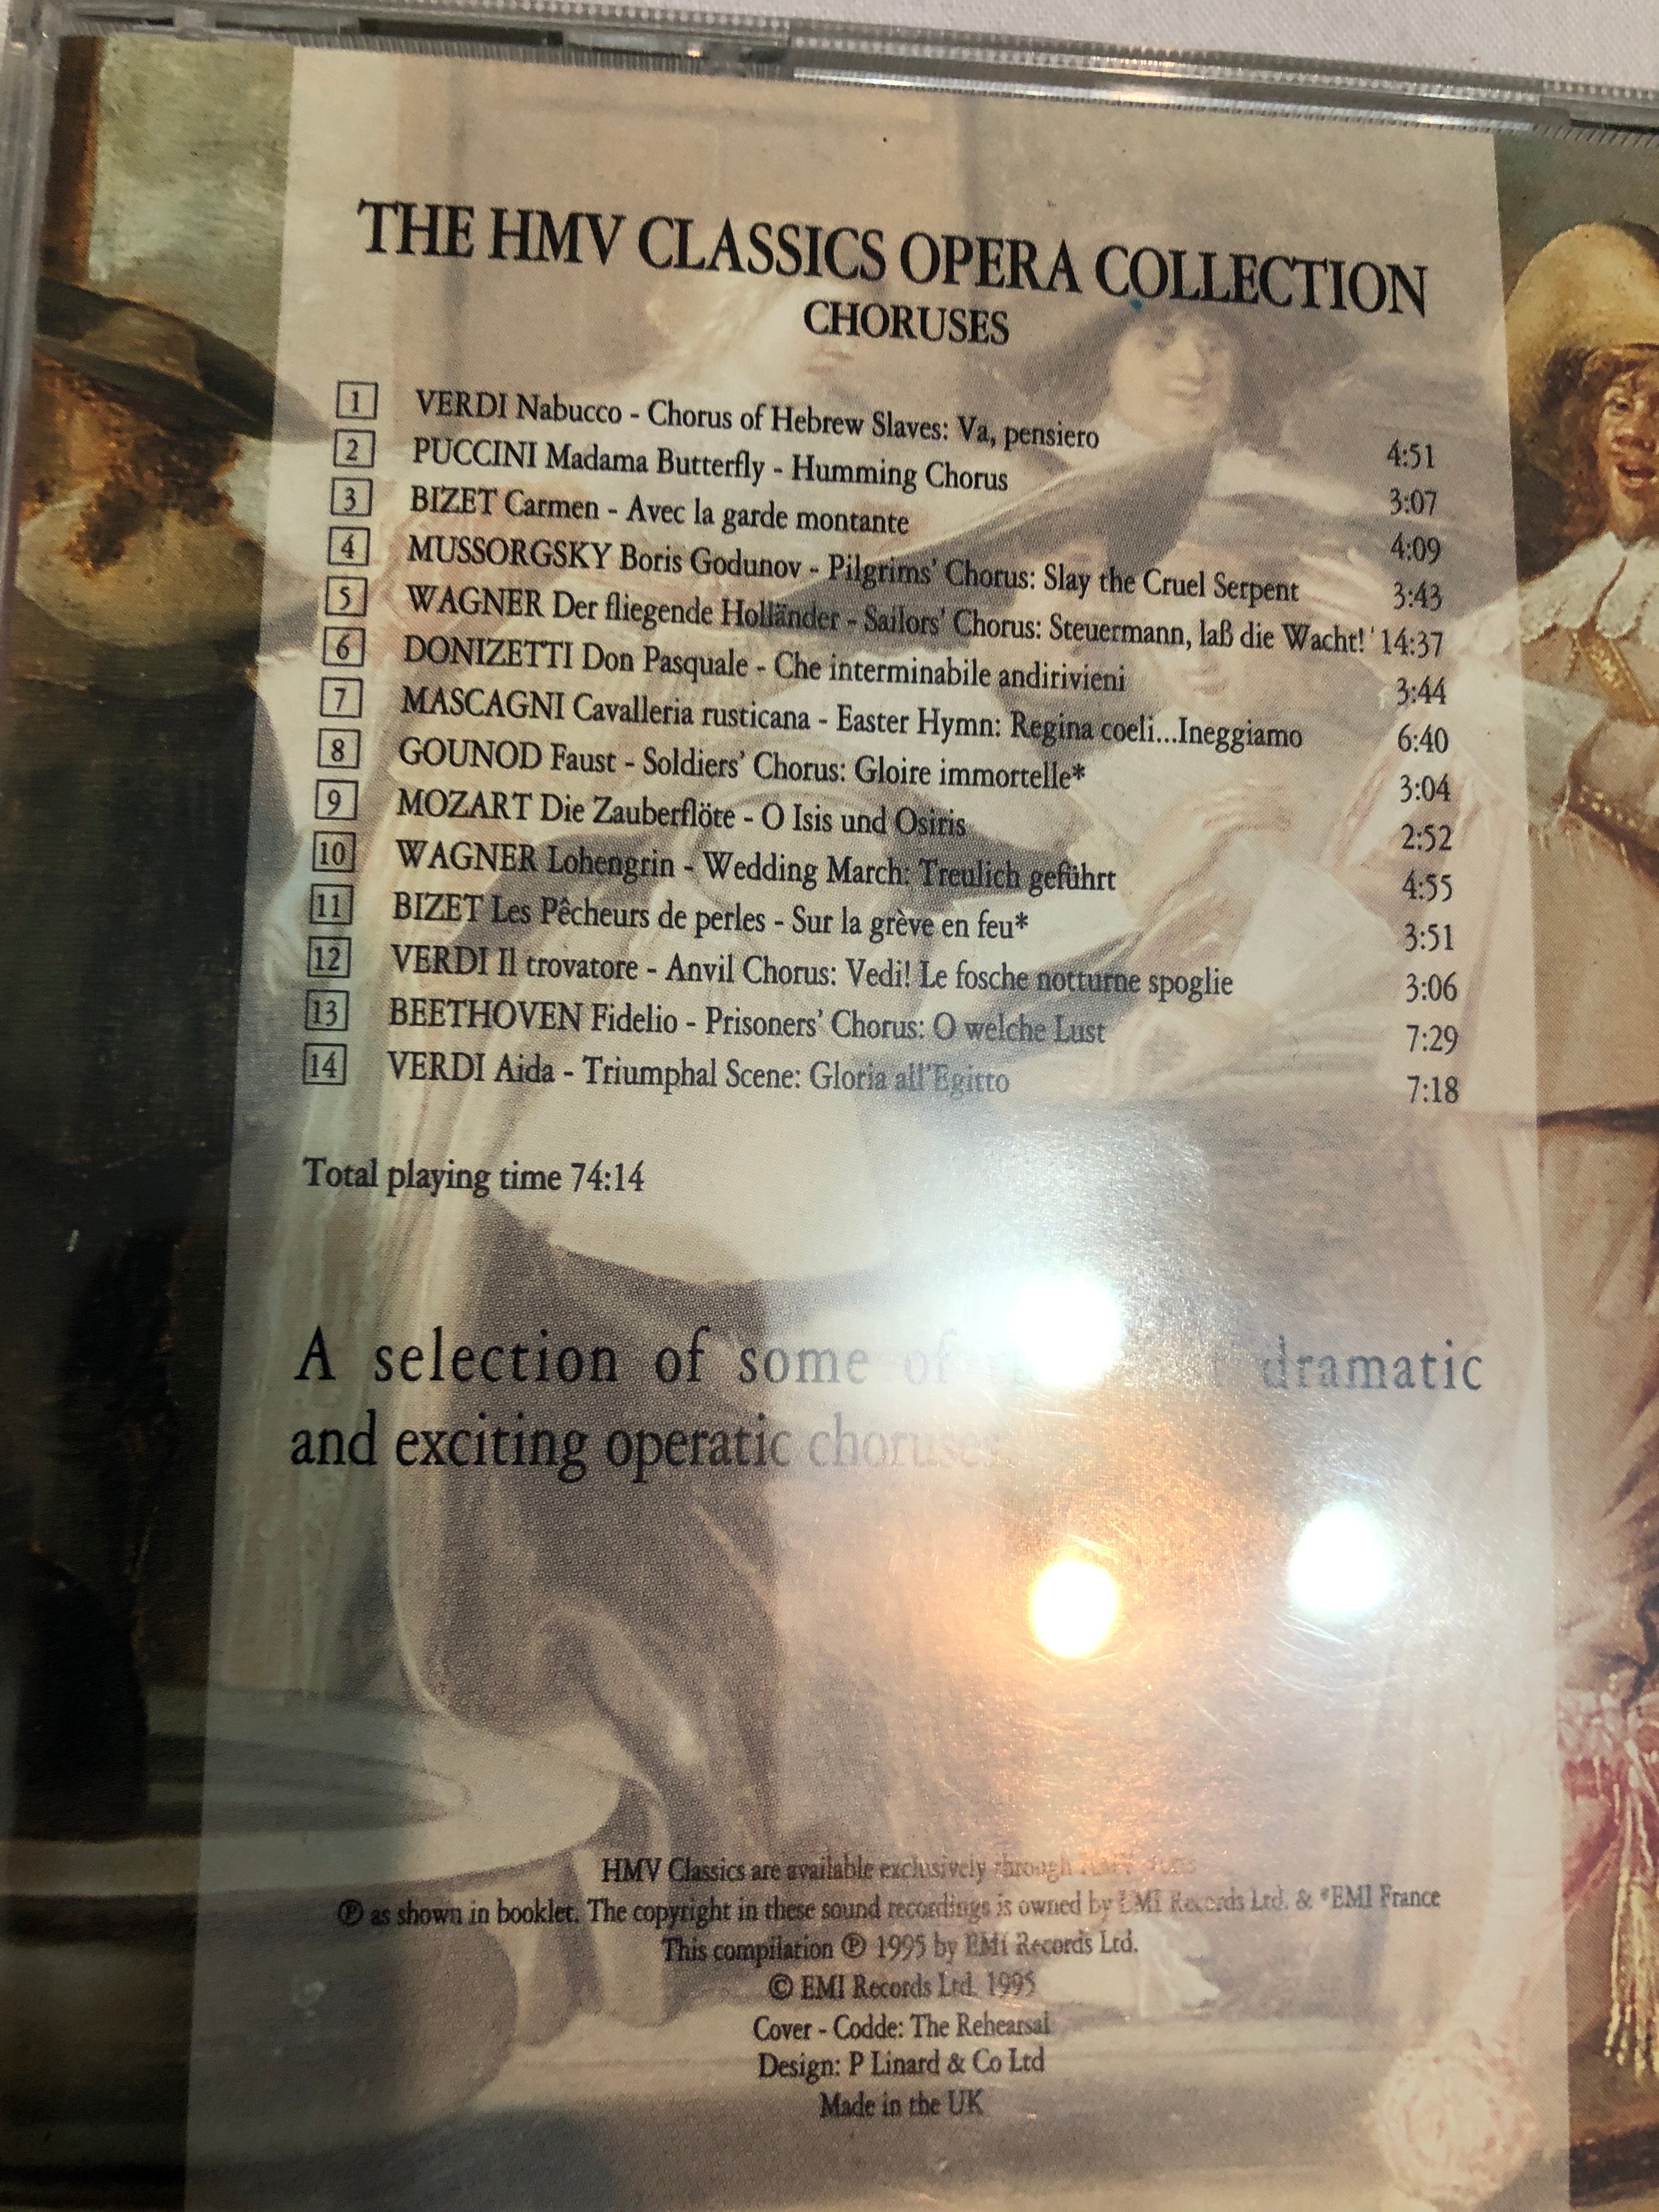 THE HMV CLASSICS OPERA COLLECTION
CHORUSES
1 VERDI Nabucco - Chorus of Hebrew Slaves: Va, pensiero 4:51
2 PUCCINI Madama Butterfly - Humming Chorus 3:07
3 BIZET Carmen - Avec la garde montante 4:09
4 MUSSORGSKY Boris Godunov - Pilgrims' Chorus: Slay the Cruel Serpent 3:43
5 WAGNER Der fliegende Holländer - Sailors' Chorus: Steuermann, laß die Wacht! 14:37
6 DONIZETTI Don Pasquale - Che interminabile andirivieni 3:44
7 MASCAGNI Cavalleria rusticana - Easter Hymn: Regina coeli...Ineggiamo 6:40
8 GOUNOD Faust - Soldiers' Chorus: Gloire immortelle* 3:04
9 MOZART Die Zauberflöte - O Isis und Osiris 2:52
10 WAGNER Lohengrin - Wedding March: Treulich geführt 4:55
11 BIZET Les Pêcheurs de perles - Sur la grève en feu* 3:51
12 VERDI Il trovatore - Anvil Chorus: Vedi! Le fosche notturne spoglie 3:06
13 BEETHOVEN Fidelio - Prisoners' Chorus: O welche Lust 7:29
14 VERDI Aida - Triumphal Scene: Gloria all'Egitto 7:18
Total playing time 74:14
A selection of some of dramatic
and exciting operatic choruses
HMV Classics are available exclusively through
℗ as shown in booklet. The copyright in these sound recordings is owned by EMI Records Ltd. & *EMI France
This compilation ℗ 1995 by EMI Records Ltd.
© EMI Records Ltd. 1995
Cover - Codde: The Rehearsal
Design: P Linard & Co Ltd
Made in the UK